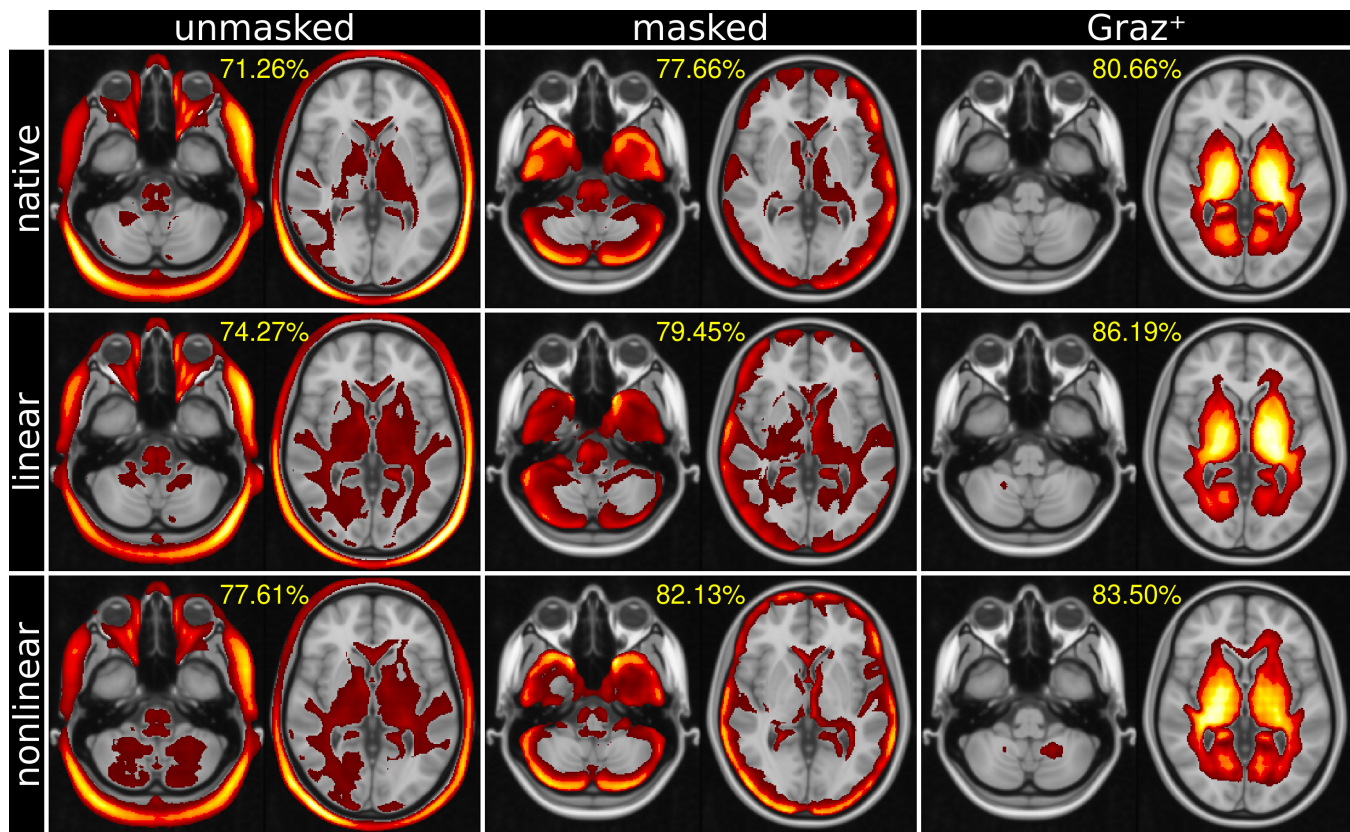 unmasked masked Graz⁺
native 71.26% 77.66% 80.66%
linear 74.27% 79.45% 86.19%
nonlinear 77.61% 82.13% 83.50%